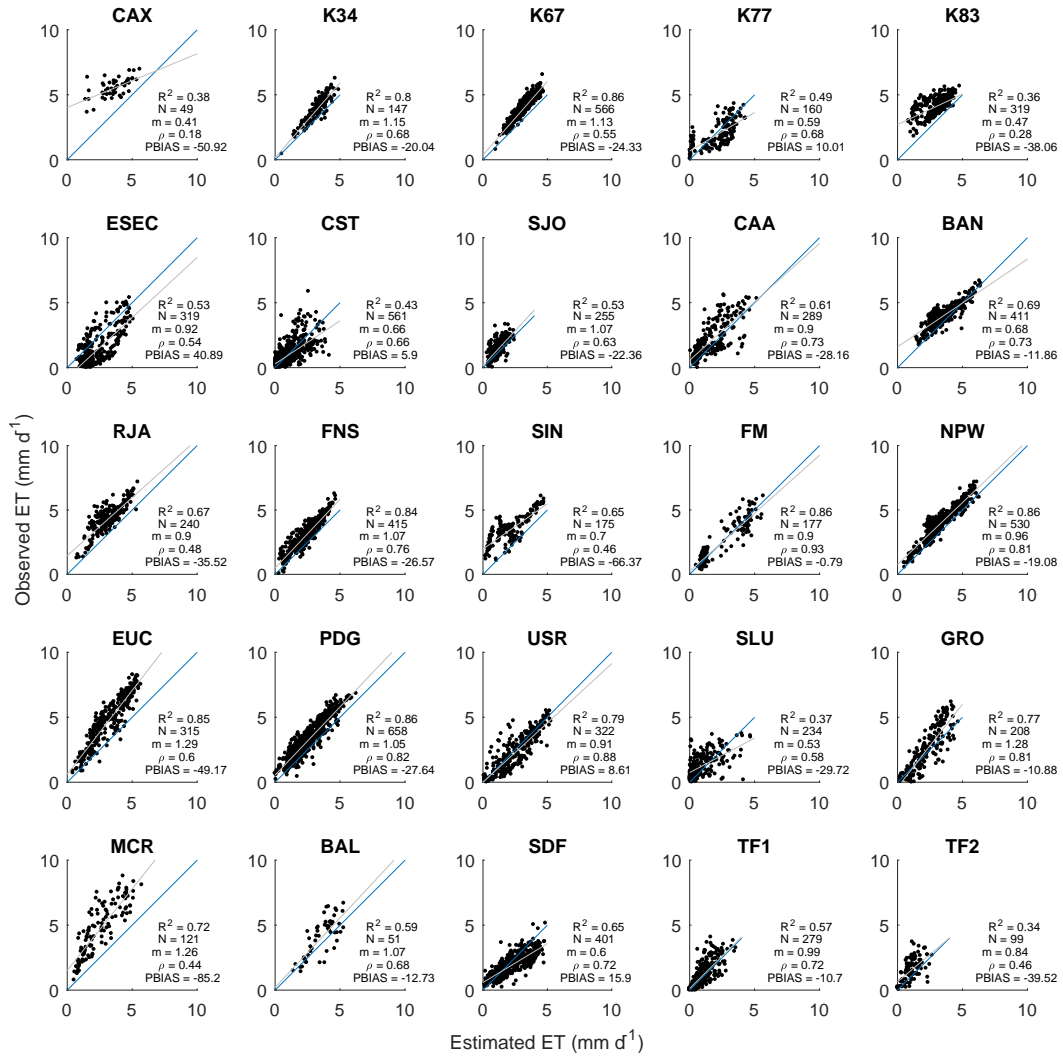 CAX K34 K67 K77 K83
10 10 10 10 10
5 5 5 5 5
0 0 0 0 0
R² = 0.38
N = 49
m = 0.41
ρ = 0.18
PBIAS = -50.92
R² = 0.8
N = 147
m = 1.15
ρ = 0.68
PBIAS = -20.04
R² = 0.86
N = 566
m = 1.13
ρ = 0.55
PBIAS = -24.33
R² = 0.49
N = 160
m = 0.59
ρ = 0.68
PBIAS = 10.01
R² = 0.36
N = 319
m = 0.47
ρ = 0.28
PBIAS = -38.06
0 5 10 0 5 10 0 5 10 0 5 10 0 5 10
ESEC CST SJO CAA BAN
10 10 10 10 10
5 5 5 5 5
0 0 0 0 0
R² = 0.53
N = 319
m = 0.92
ρ = 0.54
PBIAS = 40.89
R² = 0.43
N = 561
m = 0.66
ρ = 0.66
PBIAS = 5.9
R² = 0.53
N = 255
m = 1.07
ρ = 0.63
PBIAS = -22.36
R² = 0.61
N = 289
m = 0.9
ρ = 0.73
PBIAS = -28.16
R² = 0.69
N = 411
m = 0.68
ρ = 0.73
PBIAS = -11.86
0 5 10 0 5 10 0 5 10 0 5 10 0 5 10
Observed ET (mm d⁻¹)
RJA FNS SIN FM NPW
10 10 10 10 10
5 5 5 5 5
0 0 0 0 0
R² = 0.67
N = 240
m = 0.9
ρ = 0.48
PBIAS = -35.52
R² = 0.84
N = 415
m = 1.07
ρ = 0.76
PBIAS = -26.57
R² = 0.65
N = 175
m = 0.7
ρ = 0.46
PBIAS = -66.37
R² = 0.86
N = 177
m = 0.9
ρ = 0.93
PBIAS = -0.79
R² = 0.86
N = 530
m = 0.96
ρ = 0.81
PBIAS = -19.08
0 5 10 0 5 10 0 5 10 0 5 10 0 5 10
EUC PDG USR SLU GRO
10 10 10 10 10
5 5 5 5 5
0 0 0 0 0
R² = 0.85
N = 315
m = 1.29
ρ = 0.6
PBIAS = -49.17
R² = 0.86
N = 658
m = 1.05
ρ = 0.82
PBIAS = -27.64
R² = 0.79
N = 322
m = 0.91
ρ = 0.88
PBIAS = 8.61
R² = 0.37
N = 234
m = 0.53
ρ = 0.58
PBIAS = -29.72
R² = 0.77
N = 208
m = 1.28
ρ = 0.81
PBIAS = -10.88
0 5 10 0 5 10 0 5 10 0 5 10 0 5 10
MCR BAL SDF TF1 TF2
10 10 10 10 10
5 5 5 5 5
0 0 0 0 0
R² = 0.72
N = 121
m = 1.26
ρ = 0.44
PBIAS = -85.2
R² = 0.59
N = 51
m = 1.07
ρ = 0.68
PBIAS = -12.73
R² = 0.65
N = 401
m = 0.6
ρ = 0.72
PBIAS = 15.9
R² = 0.57
N = 279
m = 0.99
ρ = 0.72
PBIAS = -10.7
R² = 0.34
N = 99
m = 0.84
ρ = 0.46
PBIAS = -39.52
0 5 10 0 5 10 0 5 10 0 5 10 0 5 10
Estimated ET (mm d⁻¹)